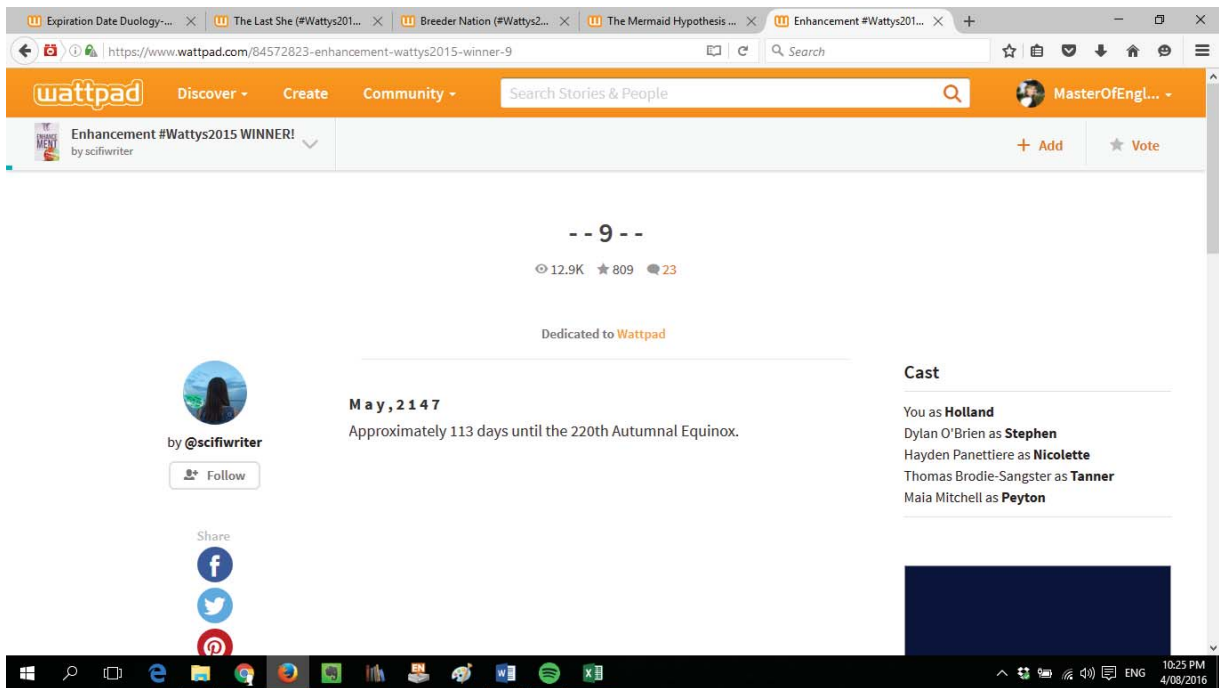 Expiration Date Duology-...
The Last She (#Wattys201...
Breeder Nation (#Wattys2...
The Mermaid Hypothesis ...
Enhancement #Wattys201...
https://www.wattpad.com/84572823-enhancement-wattys2015-winner-9
Search
wattpad
Discover
Create
Community
Search Stories & People
MasterOfEngl...
Enhancement #Wattys2015 WINNER!
by scifiwriter
+ Add
Vote
- - 9 - -
12.9K 809 23
Dedicated to Wattpad
by @scifiwriter
Follow
Share
May, 2147
Approximately 113 days until the 220th Autumnal Equinox.
Cast
You as Holland
Dylan O'Brien as Stephen
Hayden Panettiere as Nicolette
Thomas Brodie-Sangster as Tanner
Maia Mitchell as Peyton
ENG
10:25 PM
4/08/2016